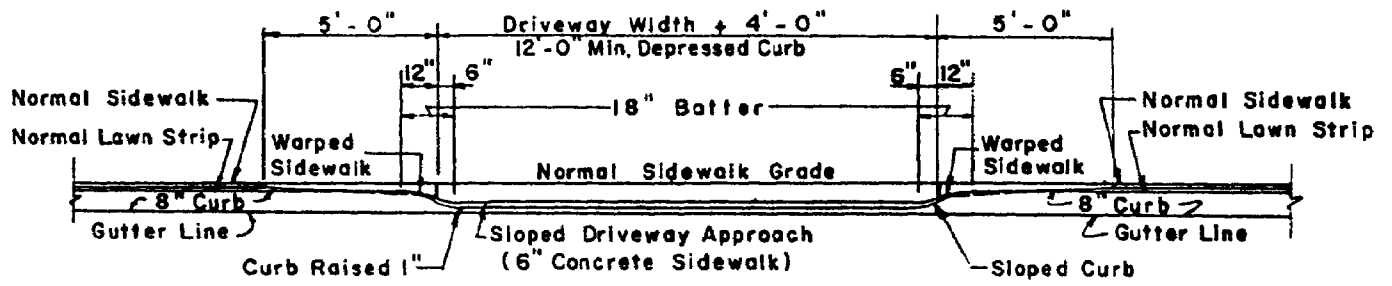 5'-0"
Driveway Width + 4'-0"
5'-0"
12'-0" Min, Depressed Curb
12"
6"
6"
12"
Normal Sidewalk
18" Batter
Normal Sidewalk
Normal Lawn Strip
Normal Lawn Strip
Warped
Sidewalk
Warped
Sidewalk
Normal Sidewalk Grade
8" Curb
8" Curb
Gutter Line
Sloped Driveway Approach
Gutter Line
(6" Concrete Sidewalk)
Curb Raised 1"
Sloped Curb